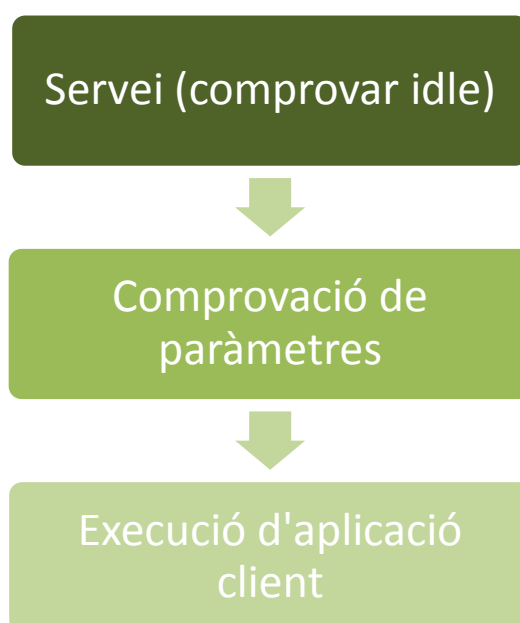 Servei (comprovar idle)
Comprovació de
paràmetres
Execució d'aplicació
client